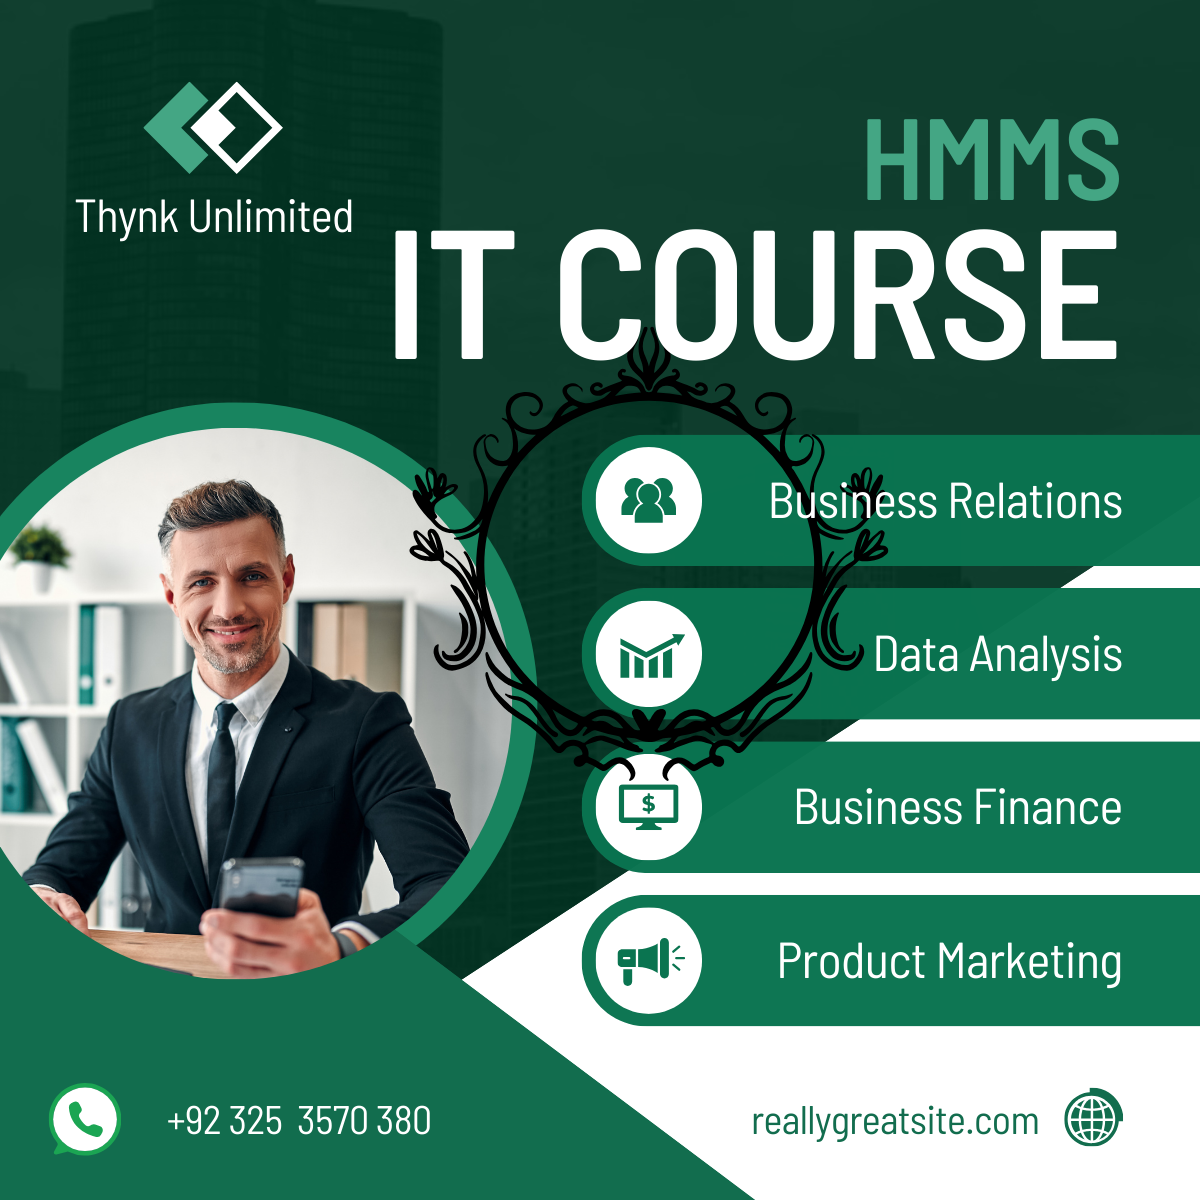 Thynk Unlimited
HMMS
IT COURSE
Business Relations
Data Analysis
$
Business Finance
Product Marketing
+92 325 3570 380
reallygreatsite.com